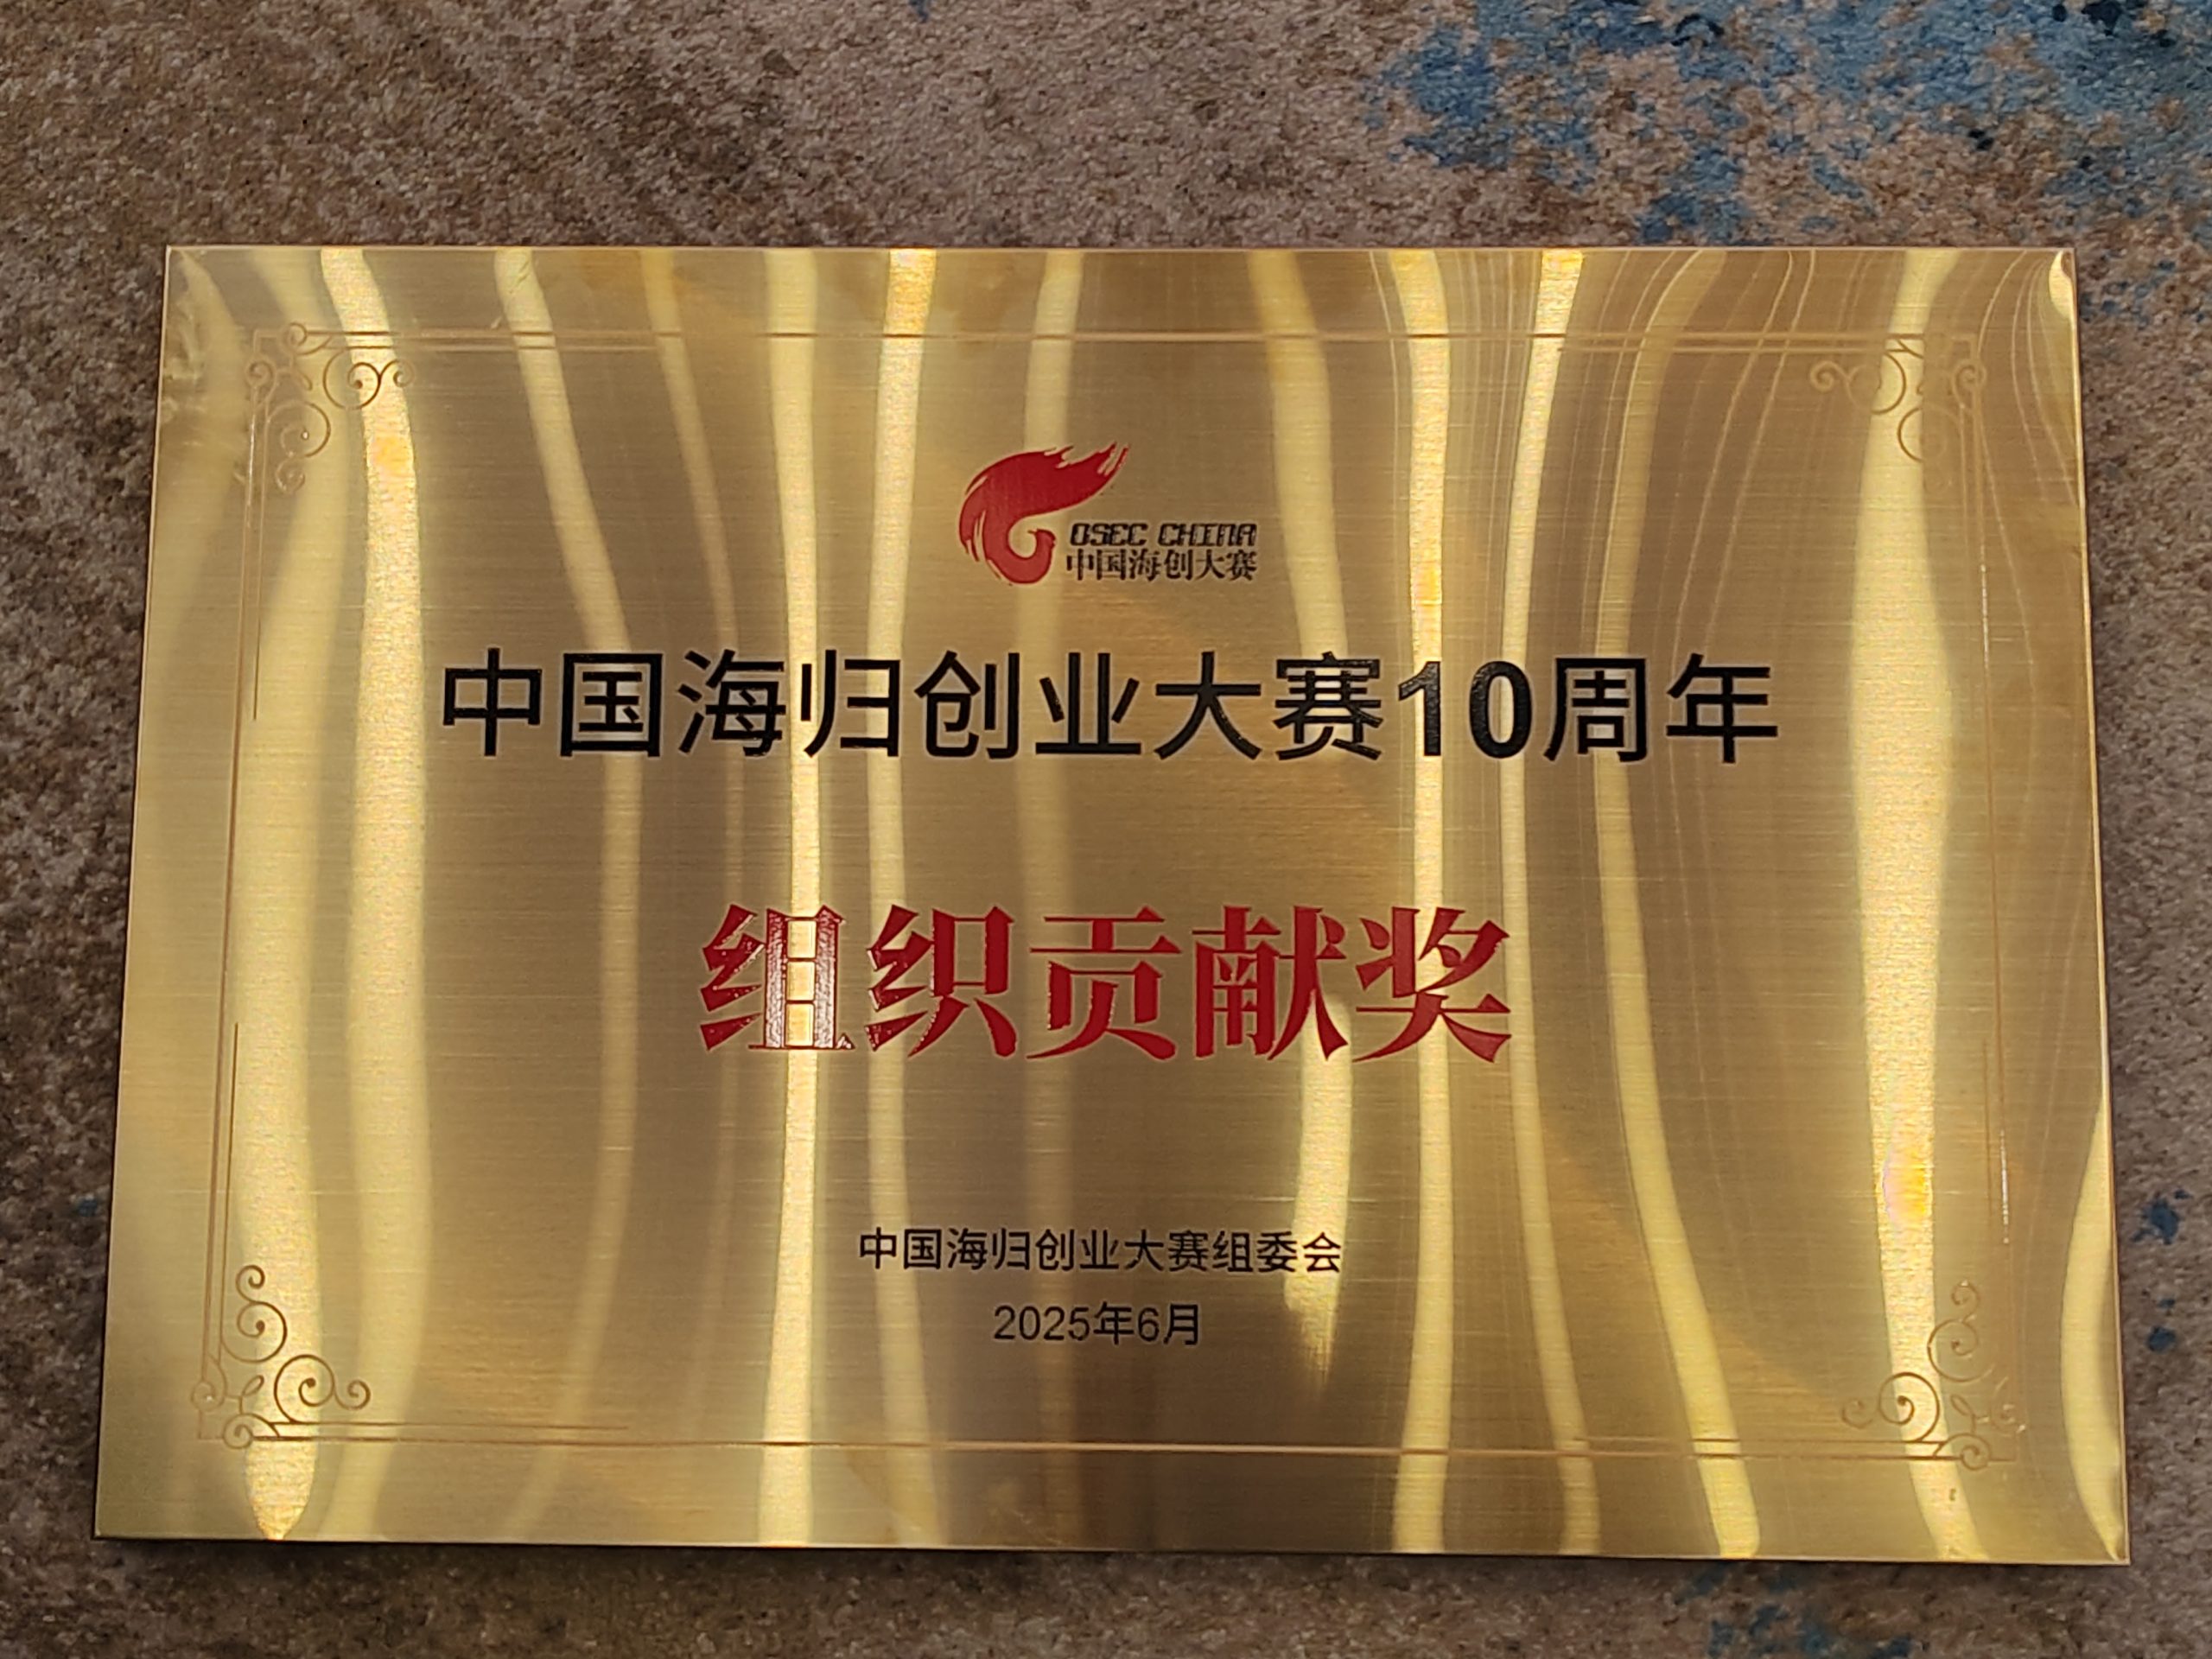 OSEC CHINA
中国海创大赛
中国海归创业大赛10周年
组织贡献奖
中国海归创业大赛组委会
2025年6月